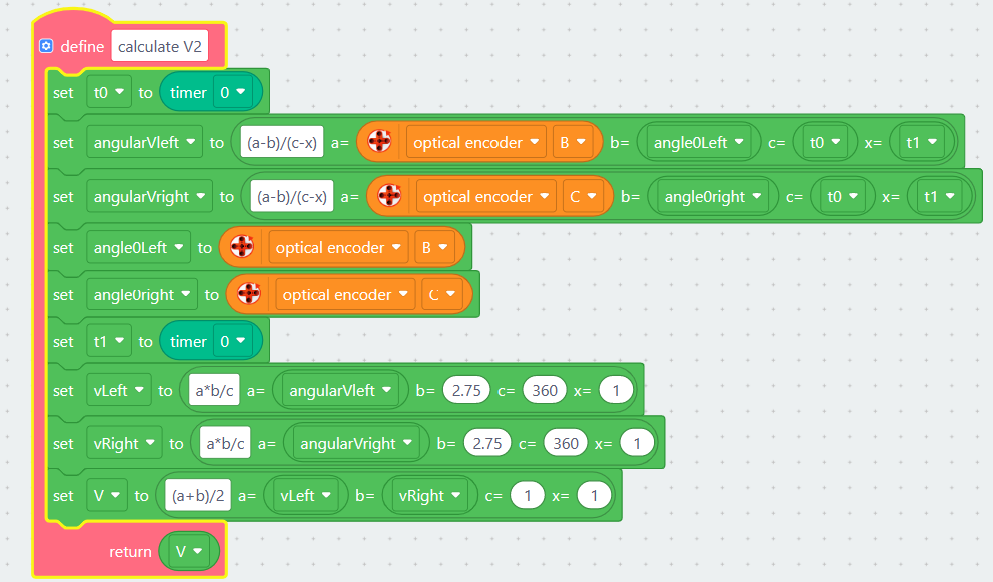 define calculate V2
set t0 to timer 0
set angularVleft to (a-b)/(c-x) a= optical encoder B b= angle0Left c= t0 x= t1
set angularVright to (a-b)/(c-x) a= optical encoder C b= angle0right c= t0 x= t1
set angle0Left to optical encoder B
set angle0right to optical encoder C
set t1 to timer 0
set vLeft to a*b/c a= angularVleft b= 2.75 c= 360 x= 1
set vRight to a*b/c a= angularVright b= 2.75 c= 360 x= 1
set V to (a+b)/2 a= vLeft b= vRight c= 1 x= 1
return V